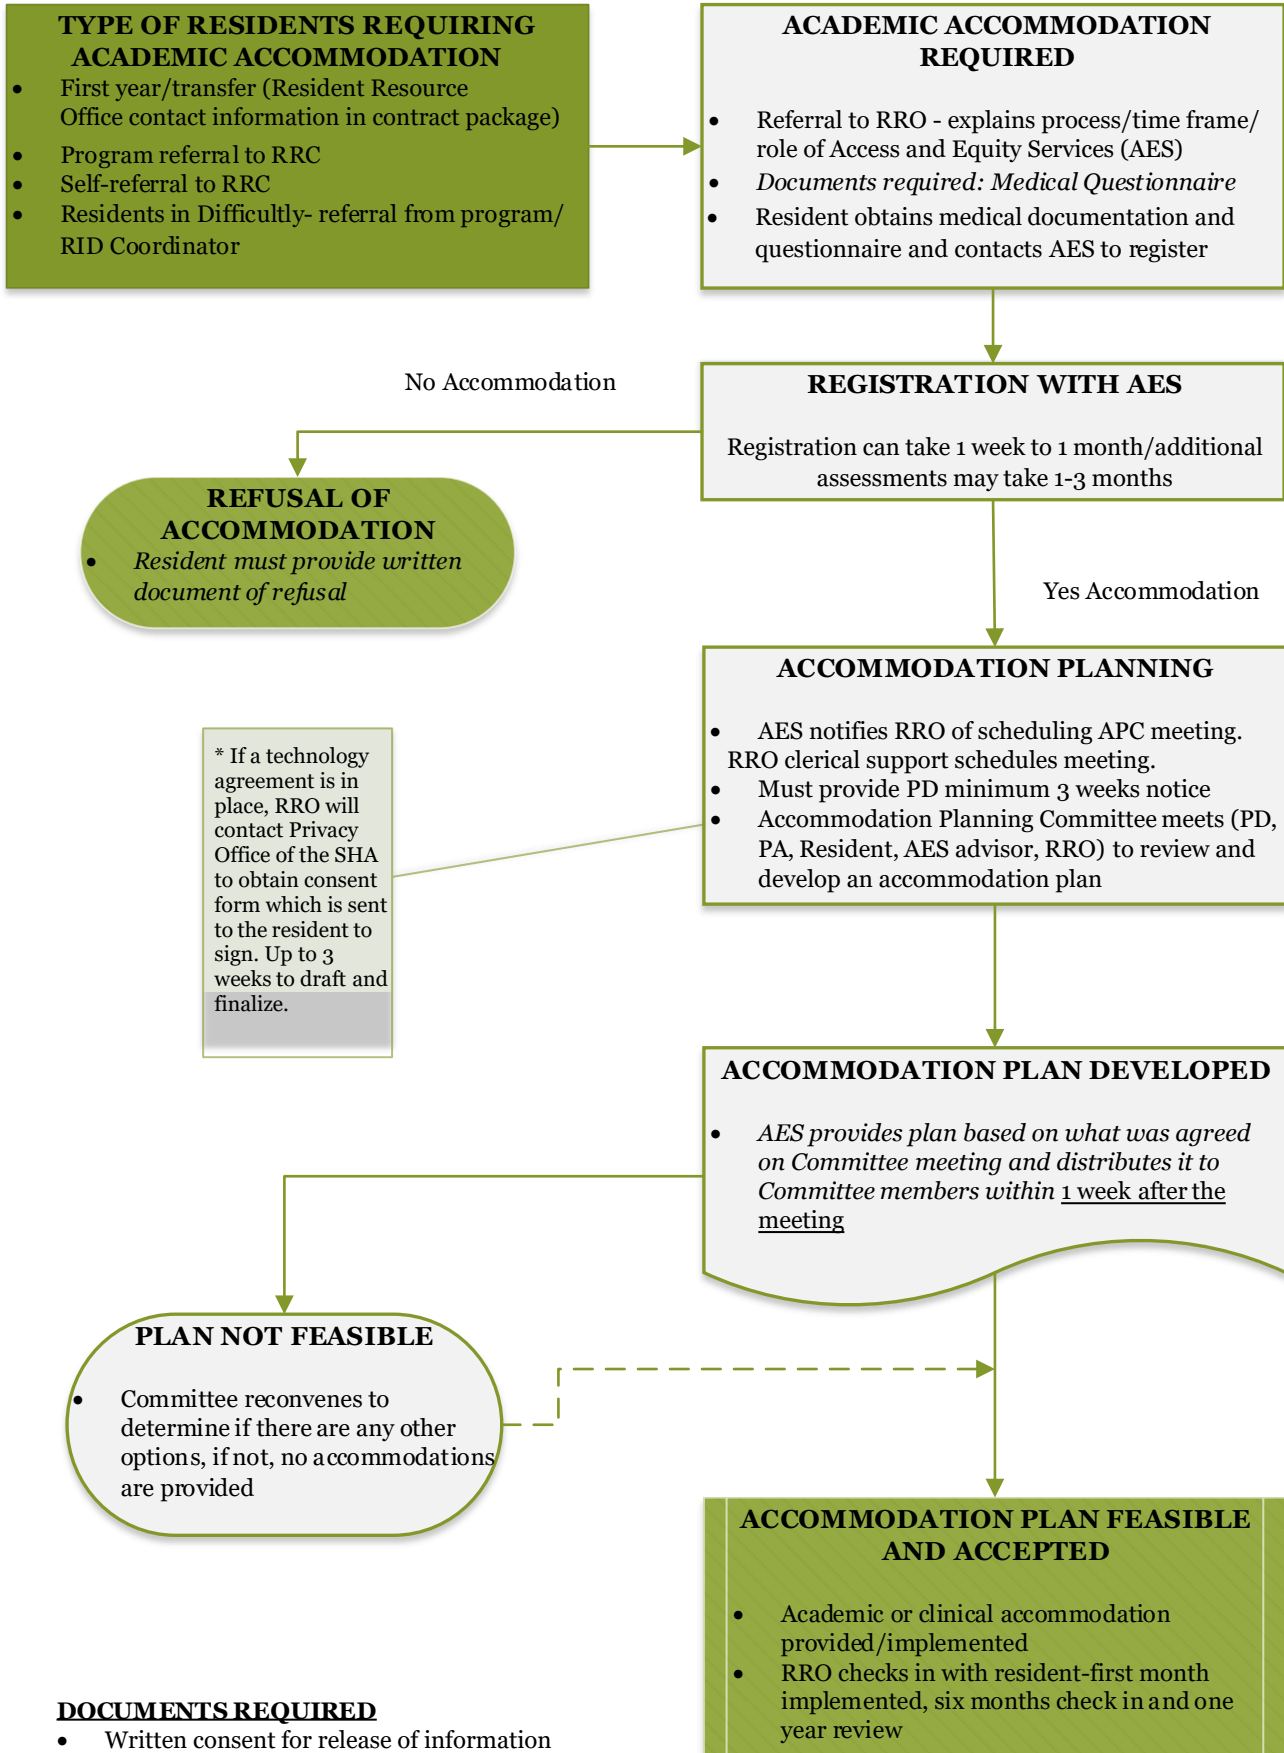 TYPE OF RESIDENTS REQUIRING
ACADEMIC ACCOMMODATION
• First year/transfer (Resident Resource
Office contact information in contract package)
• Program referral to RRC
• Self-referral to RRC
• Residents in Difficultly- referral from program/
RID Coordinator
ACADEMIC ACCOMMODATION
REQUIRED
• Referral to RRO - explains process/time frame/
role of Access and Equity Services (AES)
• Documents required: Medical Questionnaire
• Resident obtains medical documentation and
questionnaire and contacts AES to register
No Accommodation
REGISTRATION WITH AES
Registration can take 1 week to 1 month/additional
assessments may take 1-3 months
REFUSAL OF
ACCOMMODATION
• Resident must provide written
document of refusal
Yes Accommodation
ACCOMMODATION PLANNING
• AES notifies RRO of scheduling APC meeting.
RRO clerical support schedules meeting.
• Must provide PD minimum 3 weeks notice
• Accommodation Planning Committee meets (PD,
PA, Resident, AES advisor, RRO) to review and
develop an accommodation plan
* If a technology
agreement is in
place, RRO will
contact Privacy
Office of the SHA
to obtain consent
form which is sent
to the resident to
sign. Up to 3
weeks to draft and
finalize.
ACCOMMODATION PLAN DEVELOPED
• AES provides plan based on what was agreed
on Committee meeting and distributes it to
Committee members within 1 week after the
meeting
PLAN NOT FEASIBLE
• Committee reconvenes to
determine if there are any other
options, if not, no accommodations
are provided
ACCOMMODATION PLAN FEASIBLE
AND ACCEPTED
• Academic or clinical accommodation
provided/implemented
• RRO checks in with resident-first month
implemented, six months check in and one
year review
DOCUMENTS REQUIRED
• Written consent for release of information